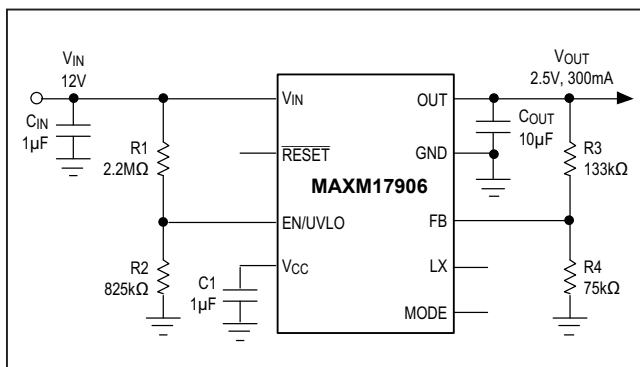 VIN
12V
CIN
1µF
R1
2.2MΩ
R2
825kΩ
C1
1µF
VIN
RESET
EN/UVLO
VCC
MAXM17906
OUT
GND
FB
LX
MODE
VOUT
2.5V, 300mA
COUT
10µF
R3
133kΩ
R4
75kΩ